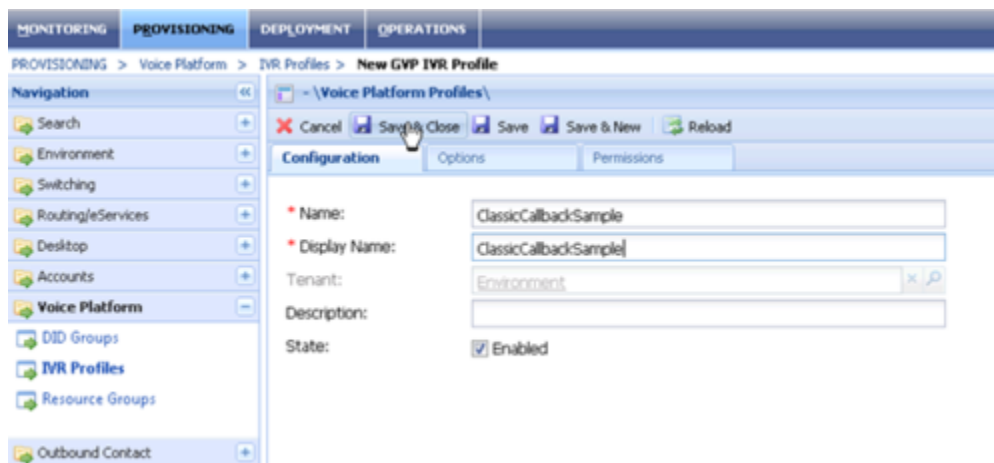 MONITORING PROVISIONING DEPLOYMENT OPERATIONS
PROVISIONING > Voice Platform > IVR Profiles > New GVP IVR Profile
Navigation
- \Voice Platform Profiles\
Search
Cancel Save & Close Save Save & New Reload
Environment
Configuration Options Permissions
Switching
Routing/eServices
* Name: ClassicCallbackSample
Desktop
* Display Name: ClassicCallbackSample
Accounts
Tenant: Environment
Voice Platform
Description:
DID Groups
State: Enabled
IVR Profiles
Resource Groups
Outbound Contact